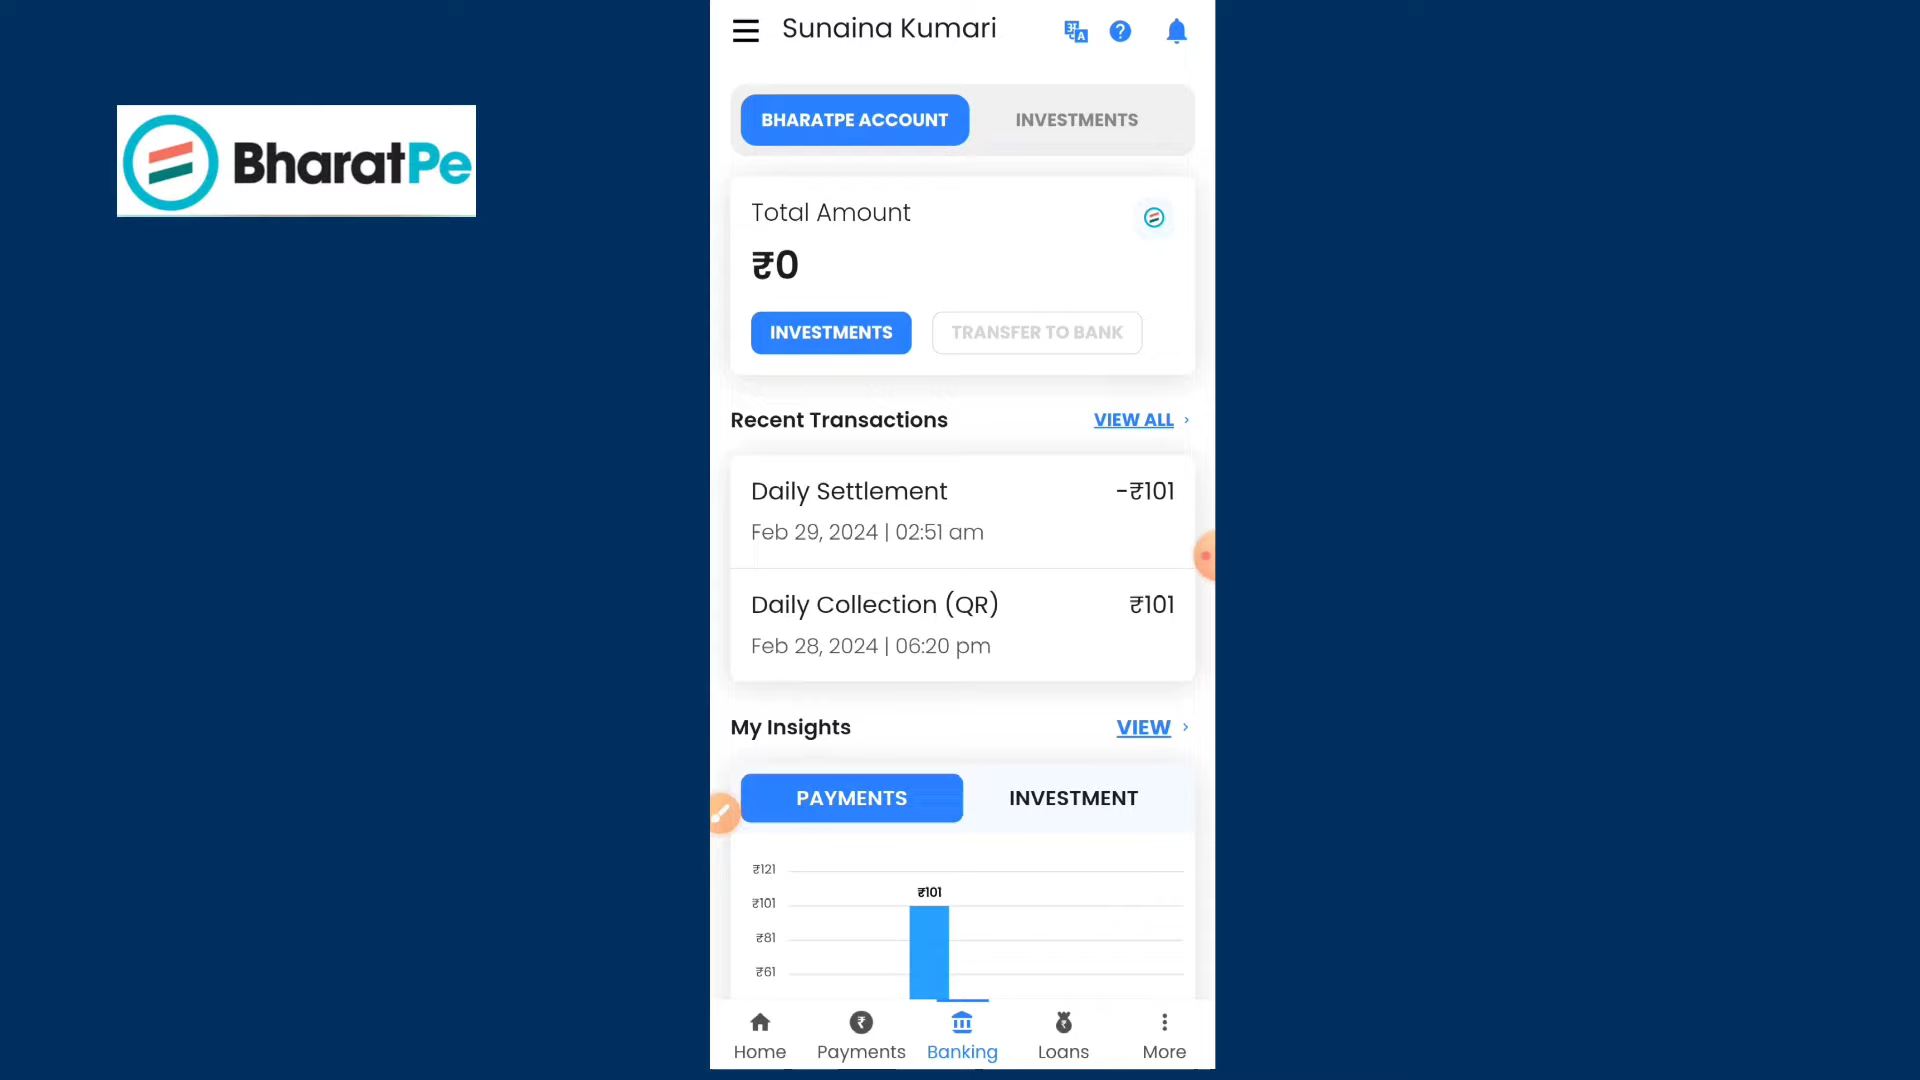 BharatPe
Sunaina Kumari
BHARATPE ACCOUNT
INVESTMENTS
Total Amount
₹0
INVESTMENTS
TRANSFER TO BANK
Recent Transactions
VIEW ALL
Daily Settlement
-₹101
Feb 29, 2024 | 02:51 am
Daily Collection (QR)
₹101
Feb 28, 2024 | 06:20 pm
My Insights
VIEW
PAYMENTS
INVESTMENT
₹121
₹101
₹101
₹81
₹61
Home
Payments
Banking
Loans
More